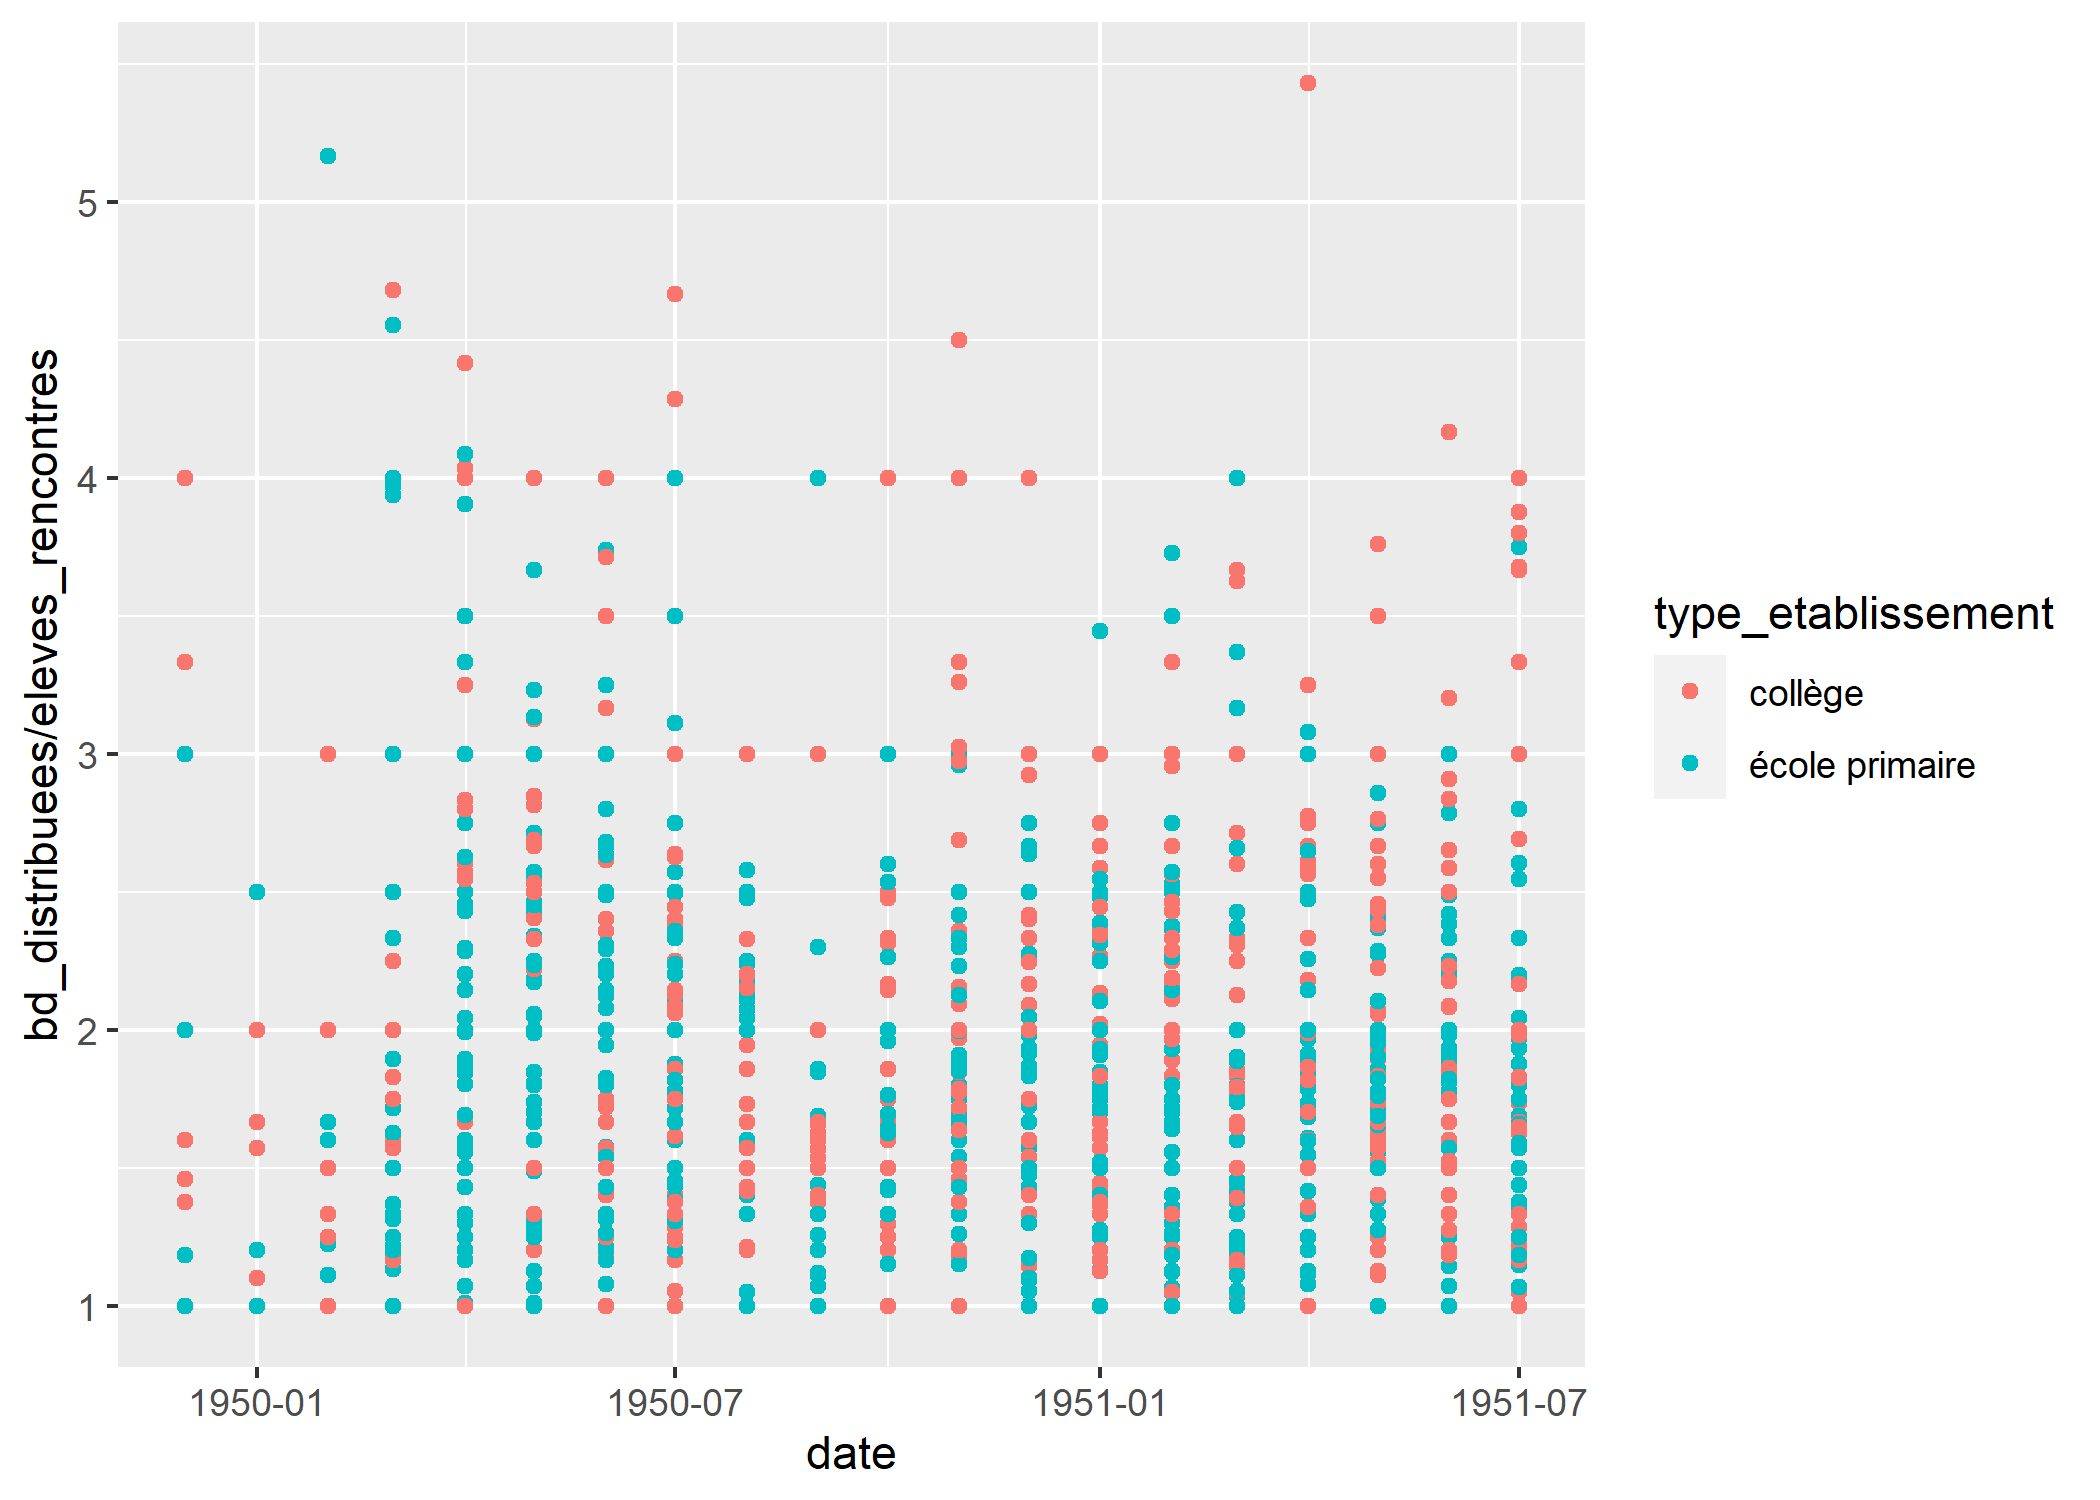 bd_distribuees/eleves_rencontres
5
4
3
2
1
1950-01
1950-07
1951-01
1951-07
date
type_etablissement
collège
école primaire